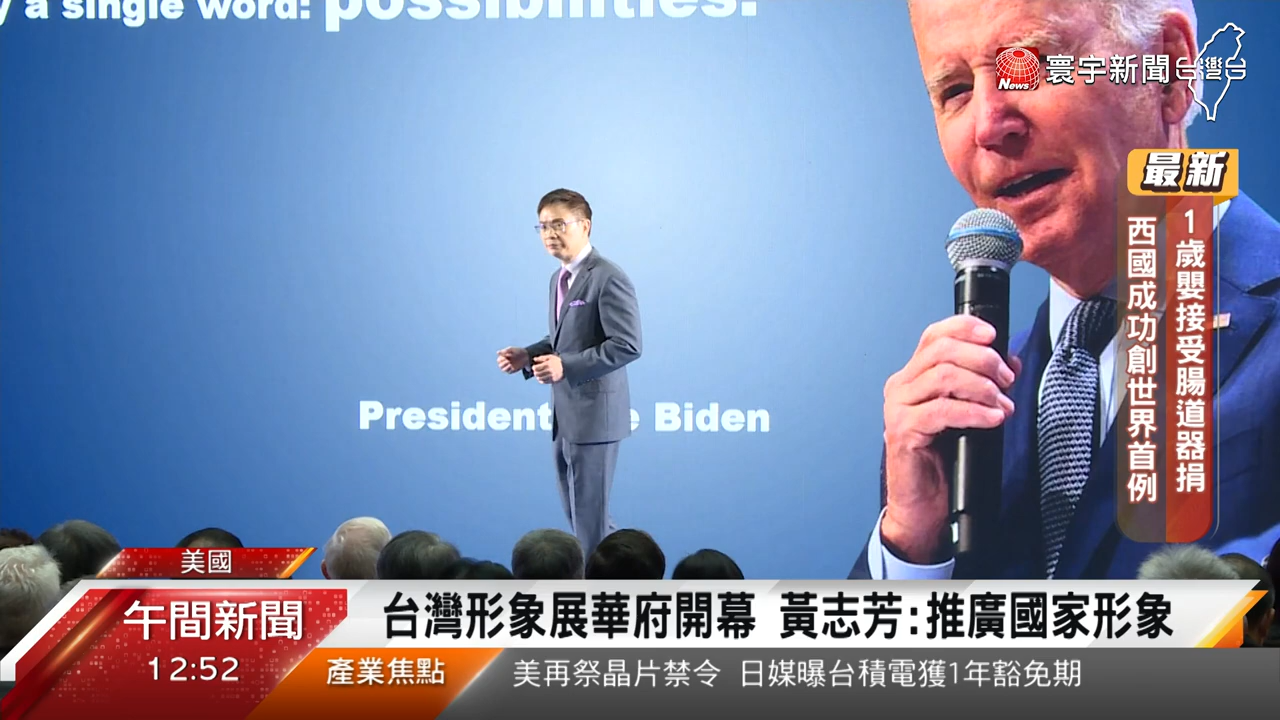 y a single word: possibilities.
News
寰宇新聞台灣台
最新
1歲嬰接受腸道器捐
西國成功創世界首例
President
e Biden
美國
午間新聞
台灣形象展華府開幕 黃志芳:推廣國家形象
12:52
產業焦點
美再祭晶片禁令 日媒曝台積電獲1年豁免期